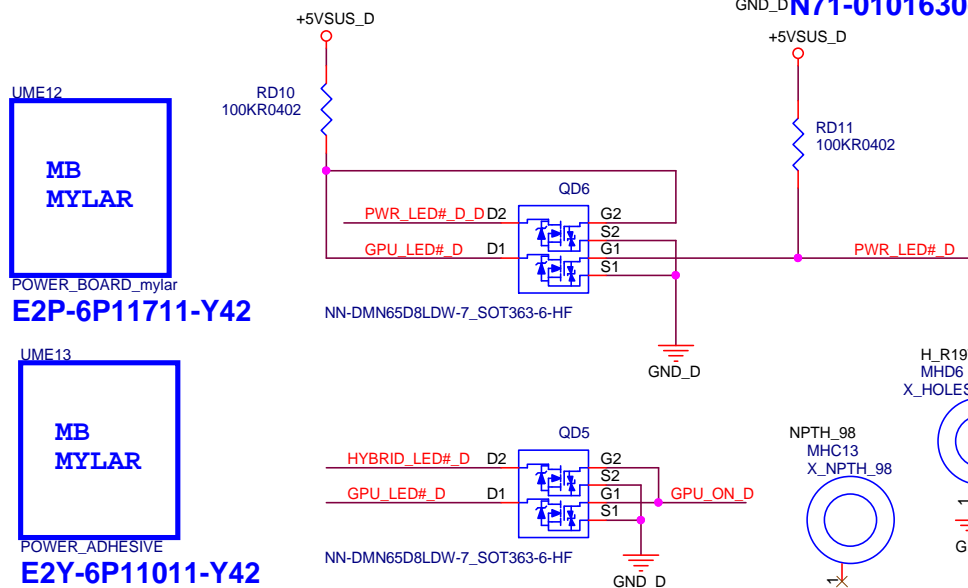 GND_D N71-0101630
+5VSUS_D
+5VSUS_D
UME12
RD10
100KR0402
RD11
100KR0402
MB
MYLAR
QD6
PWR_LED#_D_D D2
G2
S2
GPU_LED#_D D1
G1
S1
PWR_LED#_D
POWER_BOARD_mylar
E2P-6P11711-Y42
NN-DMN65D8LDW-7_SOT363-6-HF
GND_D
UME13
MB
MYLAR
POWER_ADHESIVE
E2Y-6P11011-Y42
QD5
HYBRID_LED#_D D2
G2
S2
GPU_LED#_D D1
G1
S1
GPU_ON_D
NN-DMN65D8LDW-7_SOT363-6-HF
GND_D
NPTH_98
MHC13
X_NPTH_98
1
H_R19
MHD6
X_HOLES
1
G